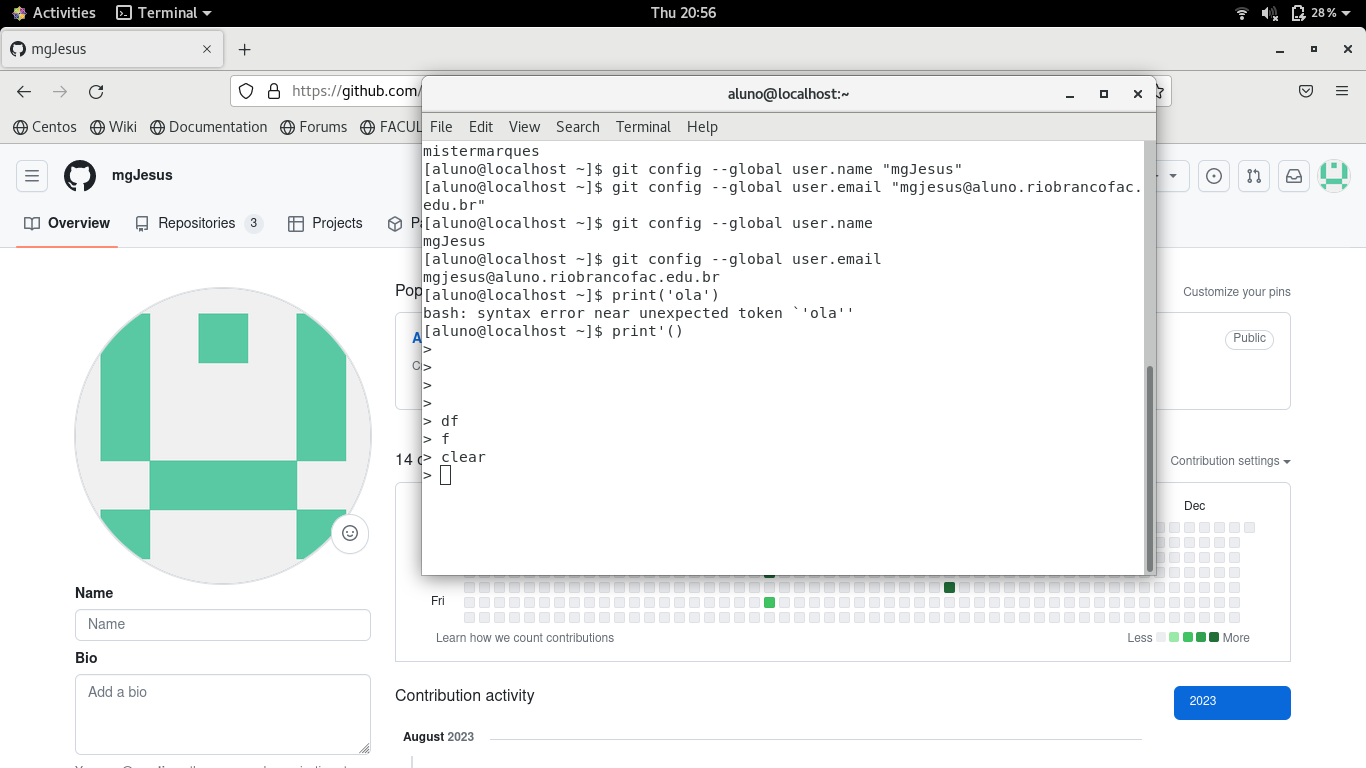 Activities
Terminal
Thu 20:56
28%
mgJesus
https://github.com/
Centos
Wiki
Documentation
Forums
FACUL
mgJesus
Overview
Repositories 3
Projects
aluno@localhost:~
File Edit View Search Terminal Help
mistermarques
[aluno@localhost ~]$ git config --global user.name "mgJesus"
[aluno@localhost ~]$ git config --global user.email "mgjesus@aluno.riobrancofac.
edu.br"
[aluno@localhost ~]$ git config --global user.name
mgJesus
[aluno@localhost ~]$ git config --global user.email
mgjesus@aluno.riobrancofac.edu.br
[aluno@localhost ~]$ print('ola')
bash: syntax error near unexpected token `'ola''
[aluno@localhost ~]$ print'()
>
>
>
>
> df
> f
> clear
>
Pop
Customize your pins
Public
14
Contribution settings
Dec
Fri
Learn how we count contributions
Less
More
Name
Name
Bio
Add a bio
Contribution activity
2023
August 2023